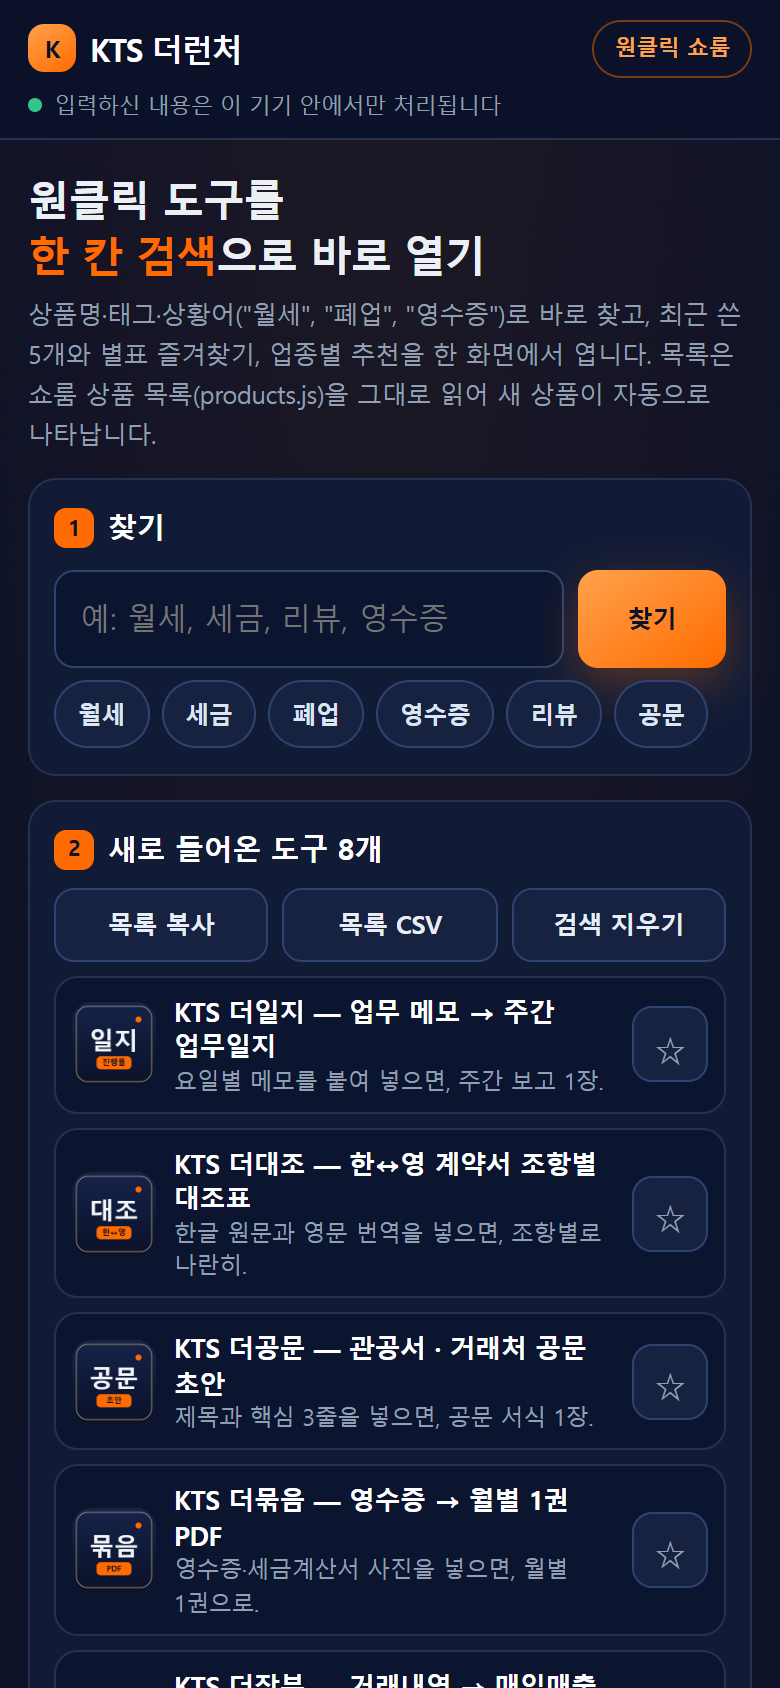 K
KTS 더런처
원클릭 쇼룸
입력하신 내용은 이 기기 안에서만 처리됩니다
원클릭 도구를
한 칸 검색으로 바로 열기
상품명·태그·상황어("월세", "폐업", "영수증")로 바로 찾고, 최근 쓴
5개와 별표 즐겨찾기, 업종별 추천을 한 화면에서 엽니다. 목록은
쇼룸 상품 목록(products.js)을 그대로 읽어 새 상품이 자동으로
나타납니다.
1 찾기
예: 월세, 세금, 리뷰, 영수증
찾기
월세 세금 폐업 영수증 리뷰 공문
2 새로 들어온 도구 8개
목록 복사 목록 CSV 검색 지우기
일지
진행률
KTS 더일지 — 업무 메모 → 주간
업무일지
요일별 메모를 붙여 넣으면, 주간 보고 1장.
☆
대조
한↔영
KTS 더대조 — 한↔영 계약서 조항별
대조표
한글 원문과 영문 번역을 넣으면, 조항별로
나란히.
☆
공문
초안
KTS 더공문 — 관공서 · 거래처 공문
초안
제목과 핵심 3줄을 넣으면, 공문 서식 1장.
☆
묶음
PDF
KTS 더묶음 — 영수증 → 월별 1권
PDF
영수증·세금계산서 사진을 넣으면, 월별
1권으로.
☆
KTS 더장부 — 거래내역 → 매입매출